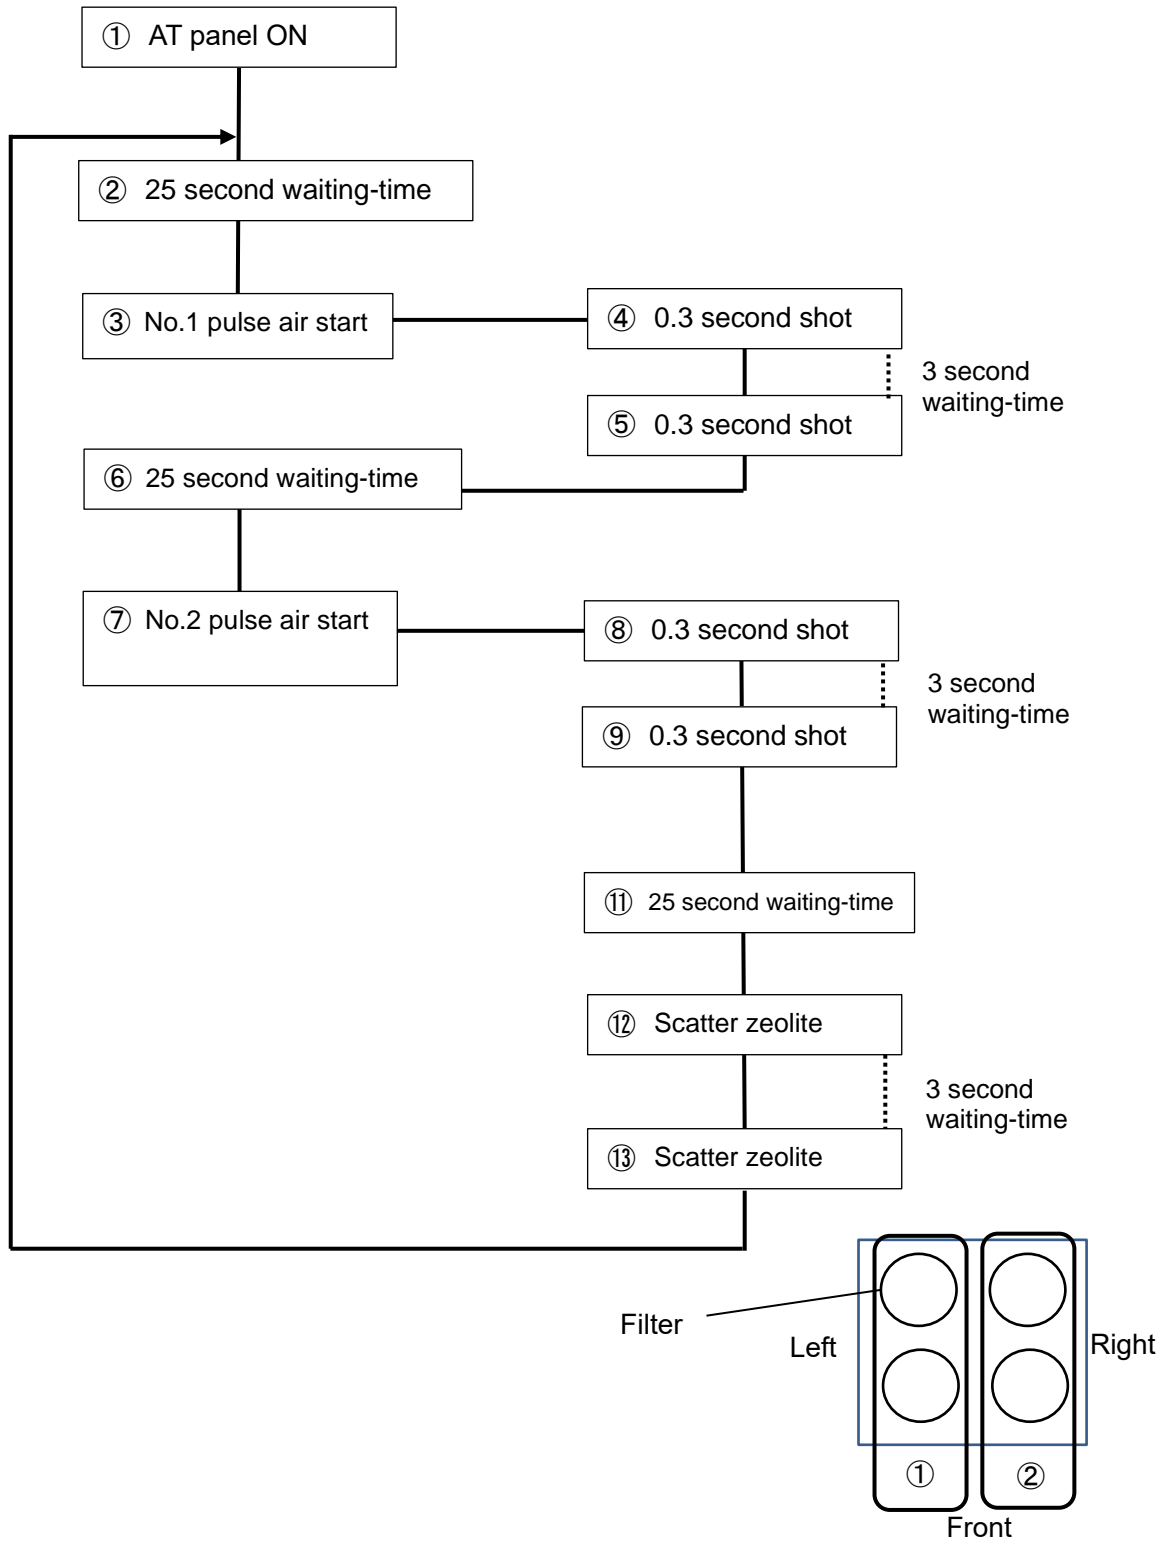 ① AT panel ON
② 25 second waiting-time
③ No.1 pulse air start
④ 0.3 second shot
3 second
waiting-time
⑤ 0.3 second shot
⑥ 25 second waiting-time
⑦ No.2 pulse air start
⑧ 0.3 second shot
3 second
waiting-time
⑨ 0.3 second shot
⑪ 25 second waiting-time
⑫ Scatter zeolite
3 second
waiting-time
⑬ Scatter zeolite
Filter
Left
Right
①
②
Front